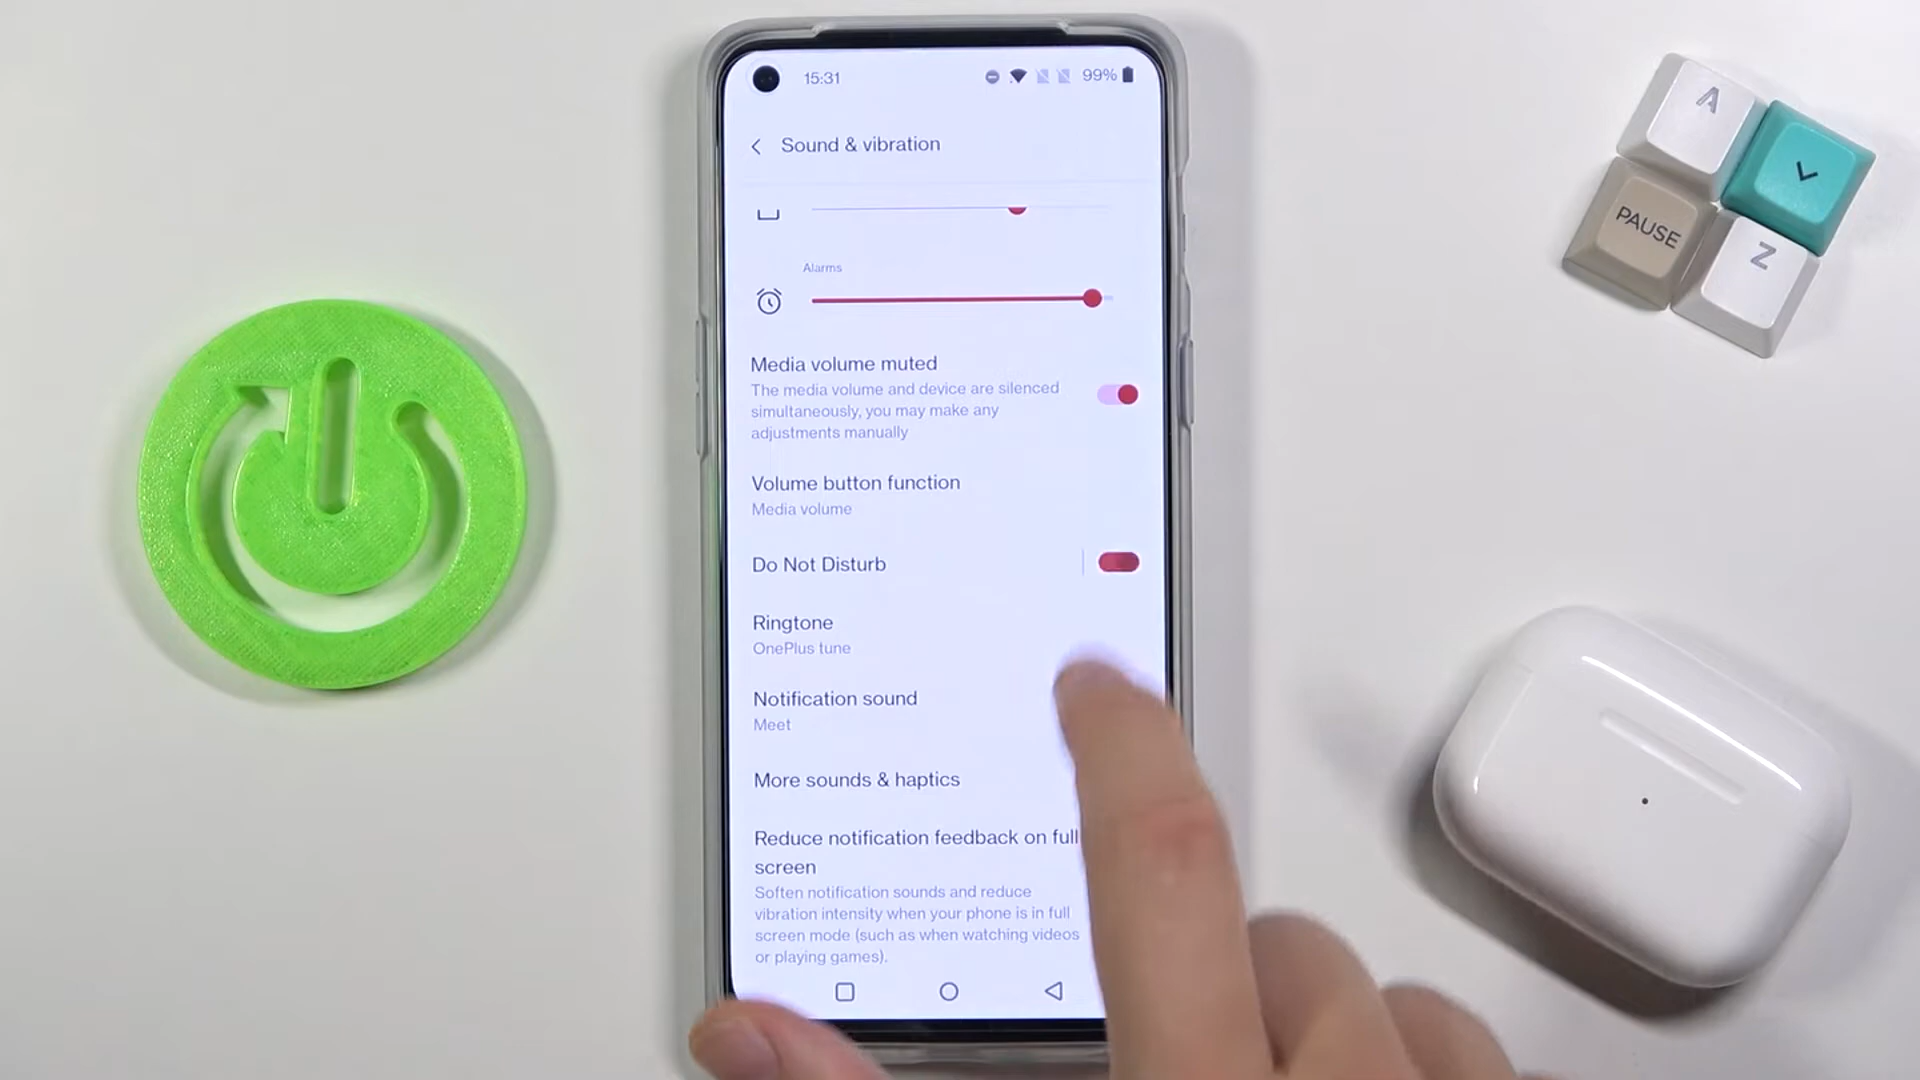 15:31
99%
Sound & vibration
Alarms
Media volume muted
The media volume and device are silenced
simultaneously, you may make any
adjustments manually
Volume button function
Media volume
Do Not Disturb
Ringtone
OnePlus tune
Notification sound
Meet
More sounds & haptics
Reduce notification feedback on full
screen
Soften notification sounds and reduce
vibration intensity when your phone is in full
screen mode (such as when watching videos
or playing games).
A
PAUSE
Z